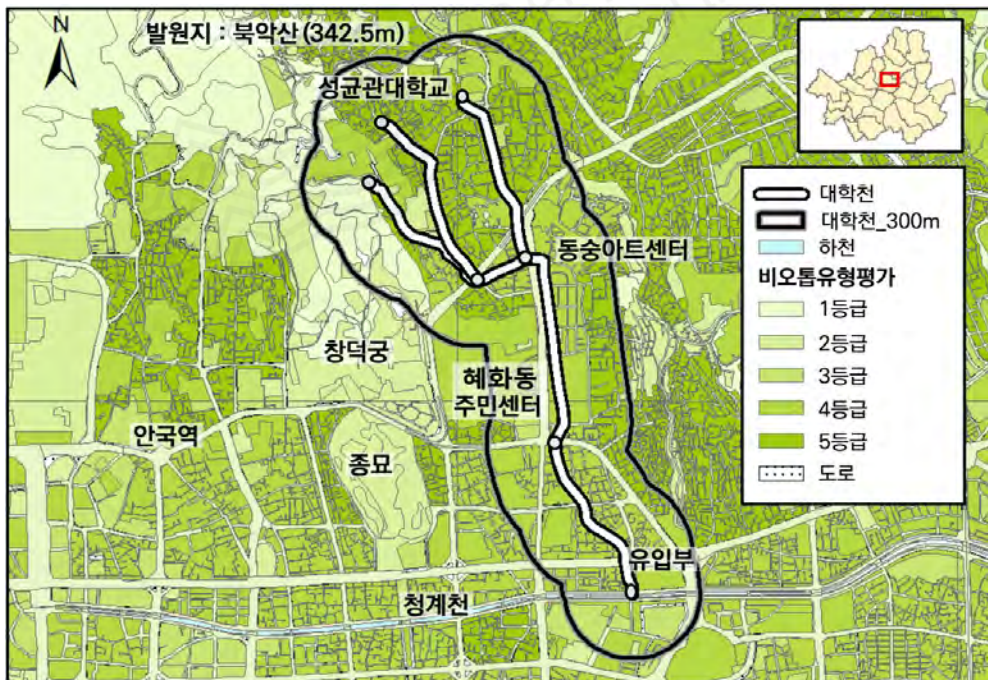 발원지 : 북악산 (342.5m)
N
성균관대학교
대학천
대학천_300m
하천
비오톱유형평가
1등급
2등급
3등급
4등급
5등급
도로
동숭아트센터
창덕궁
혜화동
주민센터
안국역
종묘
유입부
청계천